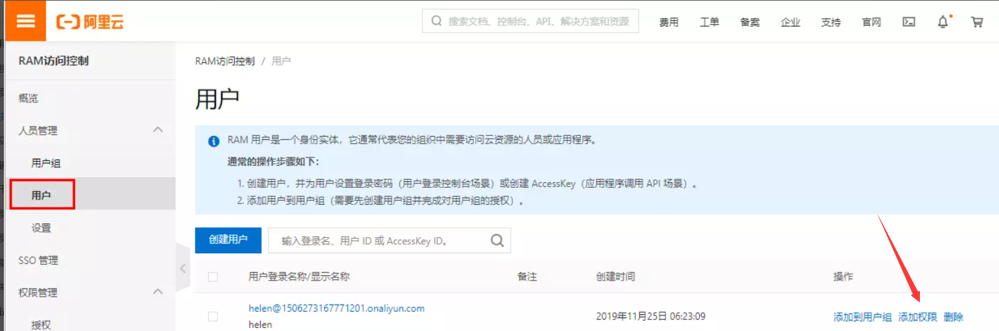 阿里云
搜索文档、控制台、API、解决方案和资源
费用 工单 备案 企业 支持 官网
RAM访问控制
概览
人员管理
用户组
用户
设置
SSO 管理
权限管理
授权
RAM访问控制 / 用户
用户
RAM 用户是一个身份实体，它通常代表您的组织中需要访问云资源的人员或应用程序。
通常的操作步骤如下：
1. 创建用户，并为用户设置登录密码（用户登录控制台场景）或创建 AccessKey（应用程序调用 API 场景）。
2. 添加用户到用户组（需要先创建用户组并完成对用户组的授权）。
创建用户 输入登录名、用户 ID 或 AccessKey ID。
用户登录名称/显示名称 备注 创建时间 操作
helen@1506273167771201.onaliyun.com
helen
2019年11月25日 06:23:09
添加到用户组 添加权限 删除